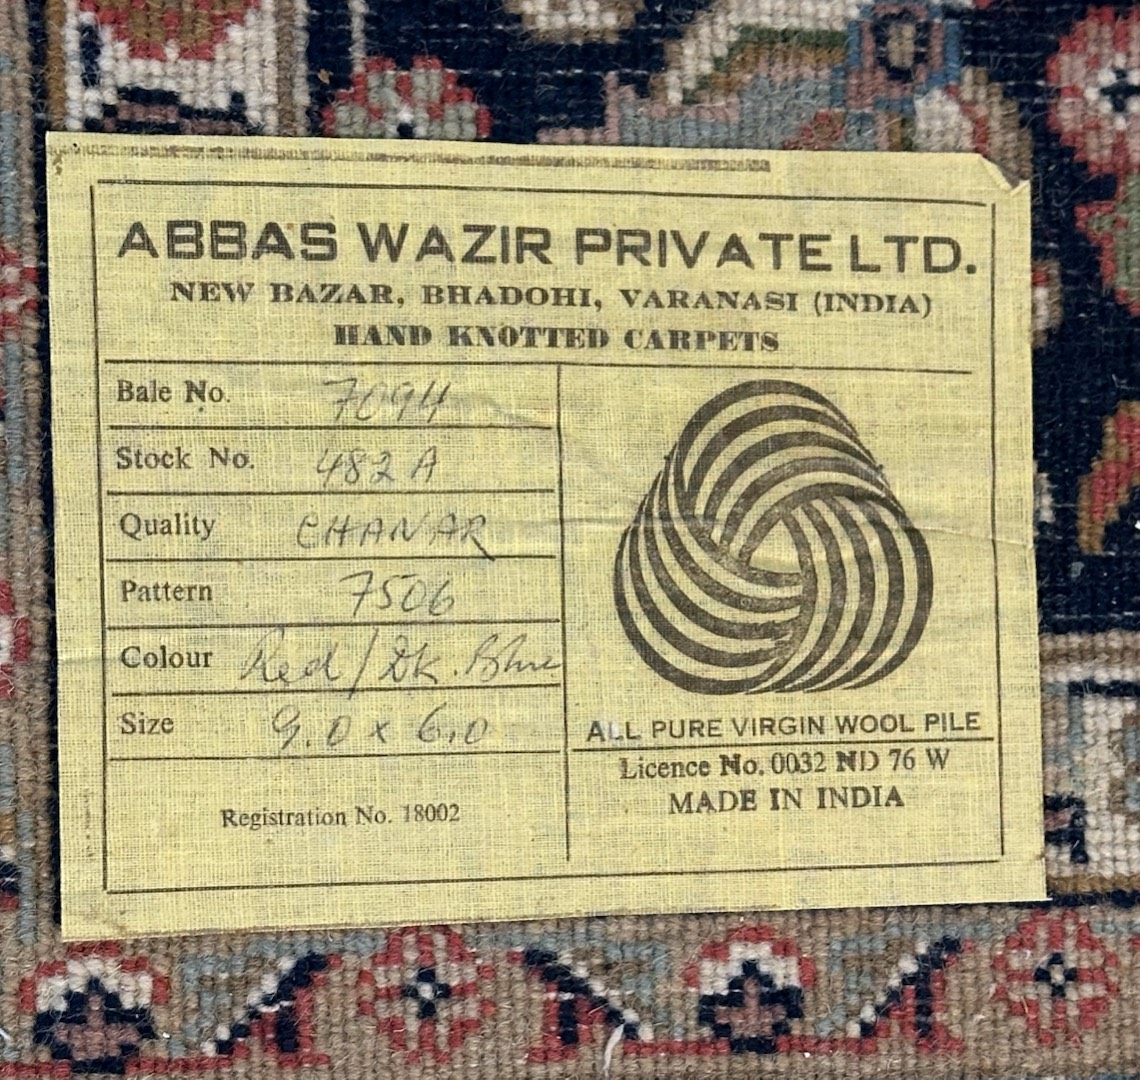 ABBAS WAZIR PRIVATE LTD.
NEW BAZAR, BHADOHI, VARANASI (INDIA)
HAND KNOTTED CARPETS
Bale No. 7094
Stock No. 482 A
Quality CHANAR
Pattern 7506
Colour Red / Dk. Blue
Size 9.0 x 6.0
Registration No. 18002
ALL PURE VIRGIN WOOL PILE
Licence No. 0032 ND 76 W
MADE IN INDIA